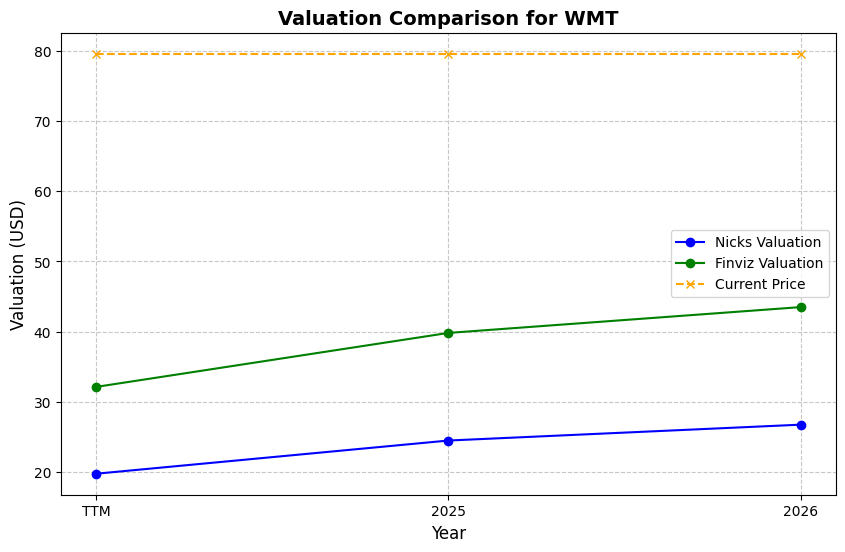 Valuation Comparison for WMT
Valuation (USD)
80
70
60
50
40
30
20
Nicks Valuation
Finviz Valuation
Current Price
TTM
2025
2026
Year